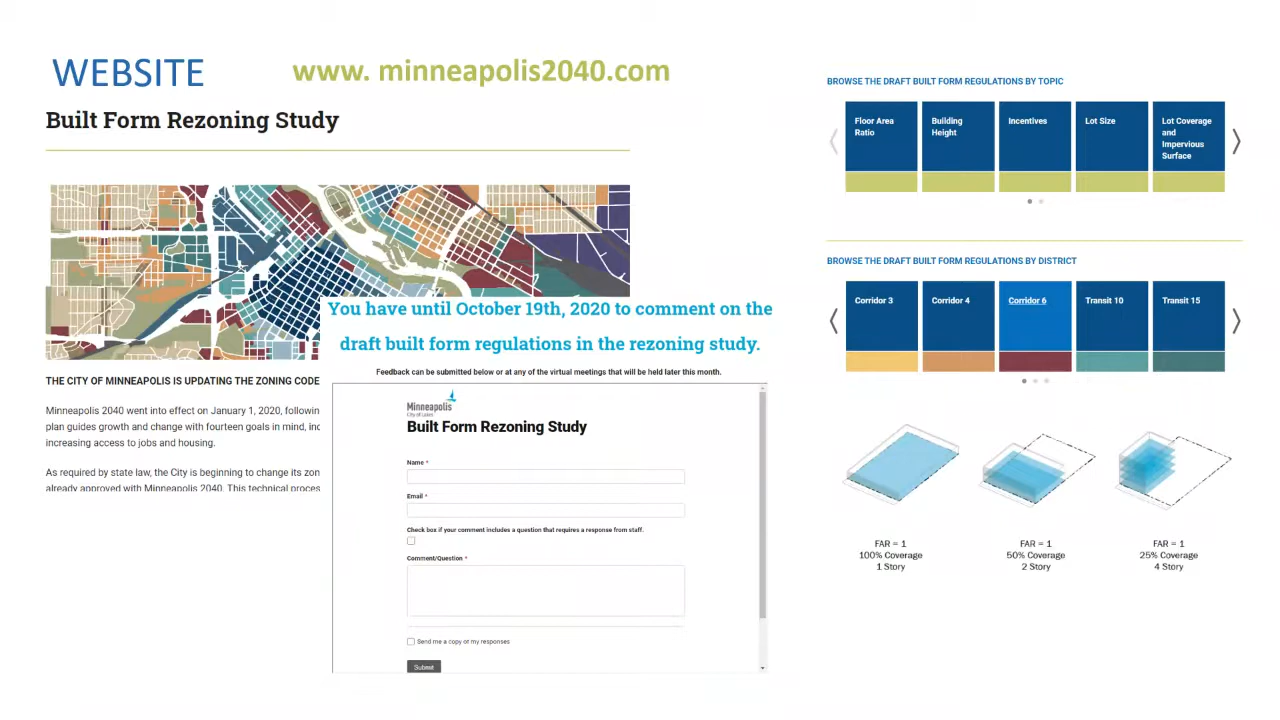 WEBSITE
www. minneapolis2040.com
Built Form Rezoning Study
THE CITY OF MINNEAPOLIS IS UPDATING THE ZONING CODE
Minneapolis 2040 went into effect on January 1, 2020, followin
plan guides growth and change with fourteen goals in mind, inc
increasing access to jobs and housing.
As required by state law, the City is beginning to change its zon
already approved with Minneapolis 2040. This technical proces
You have until October 19th, 2020 to comment on the
draft built form regulations in the rezoning study.
Feedback can be submitted below or at any of the virtual meetings that will be held later this month.
Minneapolis
City of Lakes
Built Form Rezoning Study
Name *
Email *
Check box if your comment includes a question that requires a response from staff.
Comment/Question *
Send me a copy of my responses
Submit
BROWSE THE DRAFT BUILT FORM REGULATIONS BY TOPIC
Floor Area
Ratio
Building
Height
Incentives
Lot Size
Lot Coverage
and
Impervious
Surface
BROWSE THE DRAFT BUILT FORM REGULATIONS BY DISTRICT
Corridor 3
Corridor 4
Corridor 6
Transit 10
Transit 15
FAR = 1
100% Coverage
1 Story
FAR = 1
50% Coverage
2 Story
FAR = 1
25% Coverage
4 Story